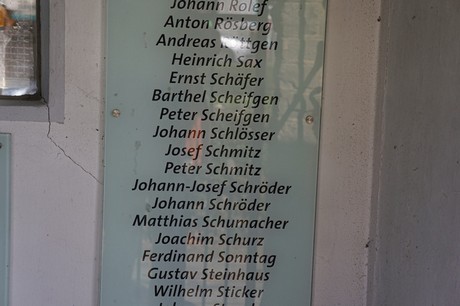 Johann Rolef
Anton Rösberg
Andreas Röttgen
Heinrich Sax
Ernst Schäfer
Barthel Scheifgen
Peter Scheifgen
Johann Schlösser
Josef Schmitz
Peter Schmitz
Johann-Josef Schröder
Johann Schröder
Matthias Schumacher
Joachim Schurz
Ferdinand Sonntag
Gustav Steinhaus
Wilhelm Sticker